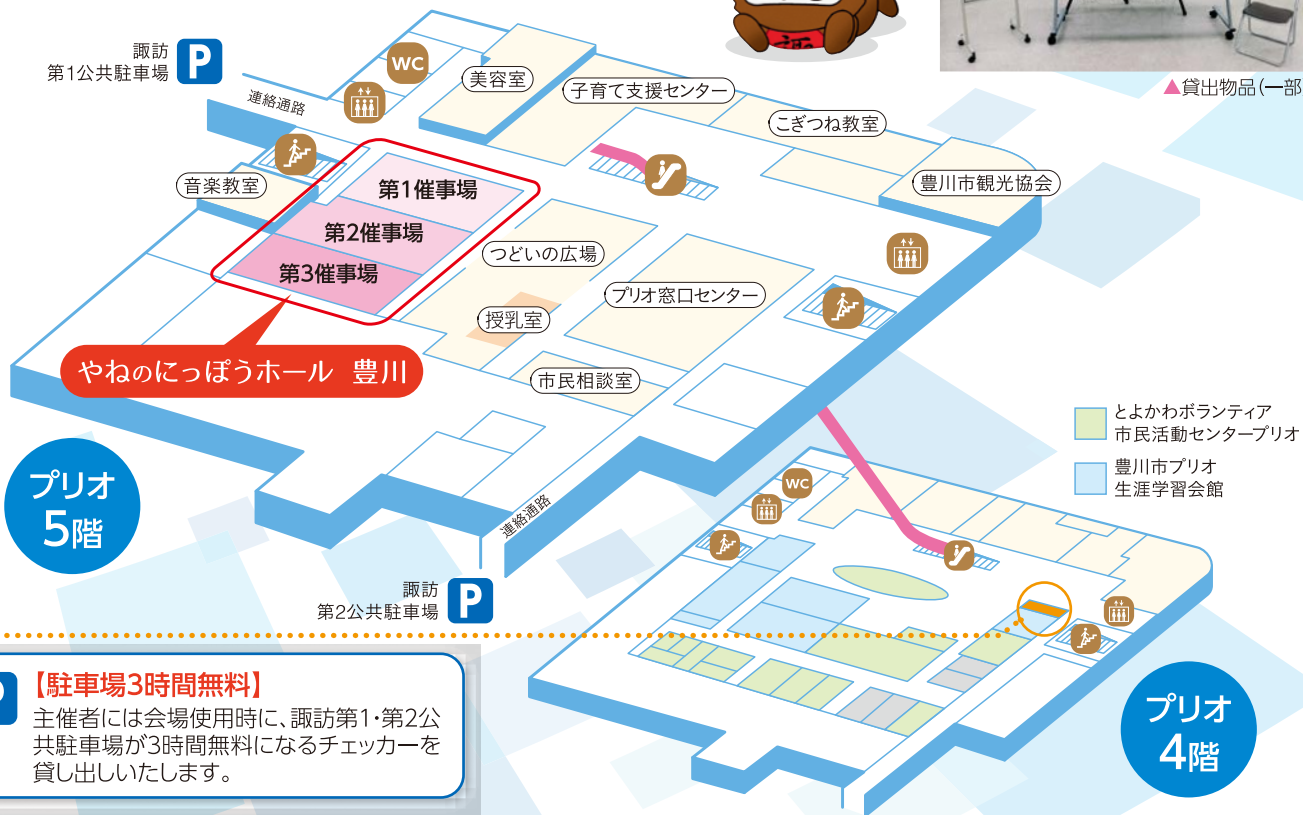 ▲貸出物品(一部
諏訪
第1公共駐車場
P
WC
美容室
子育て支援センター
こぎつね教室
連絡通路
豊川市観光協会
音楽教室
第1催事場
第2催事場
第3催事場
つどいの広場
プリオ窓口センター
授乳室
市民相談室
やねのにっぽうホール 豊川
とよかわボランティア
市民活動センタープリオ
豊川市プリオ
生涯学習会館
プリオ
5階
連絡通路
WC
諏訪
第2公共駐車場
P
【駐車場3時間無料】
主催者には会場使用時に、諏訪第1・第2公
共駐車場が3時間無料になるチェッカーを
貸し出しいたします。
プリオ
4階